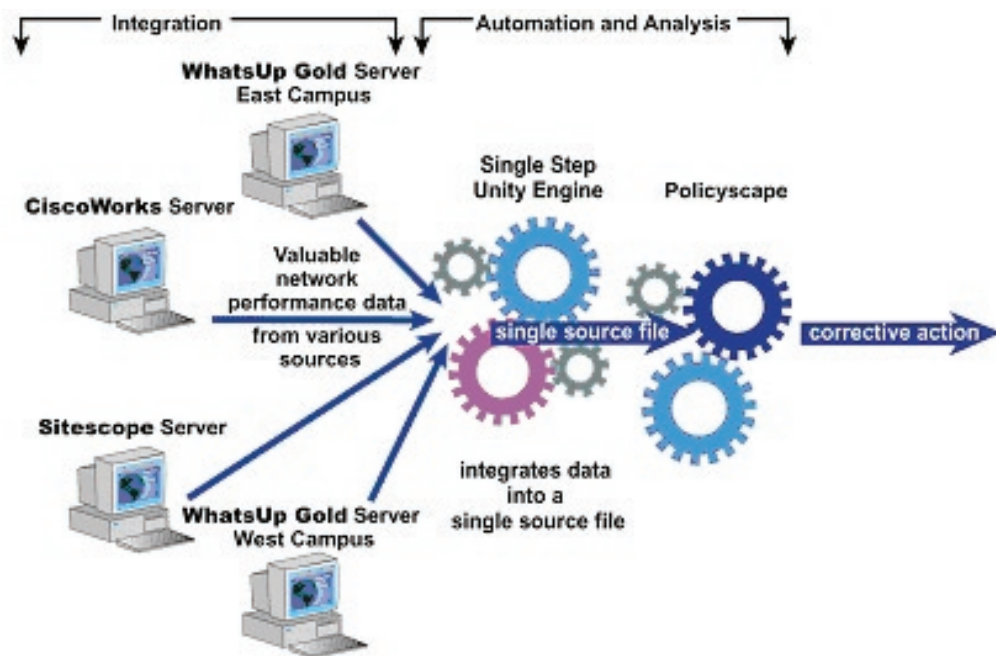 Integration
Automation and Analysis
WhatsUp Gold Server
East Campus
CiscoWorks Server
Valuable
network
performance data
from various
sources
Sitescope Server
WhatsUp Gold Server
West Campus
Single Step
Unity Engine
Policyscape
single source file
corrective action
integrates data
into a
single source file